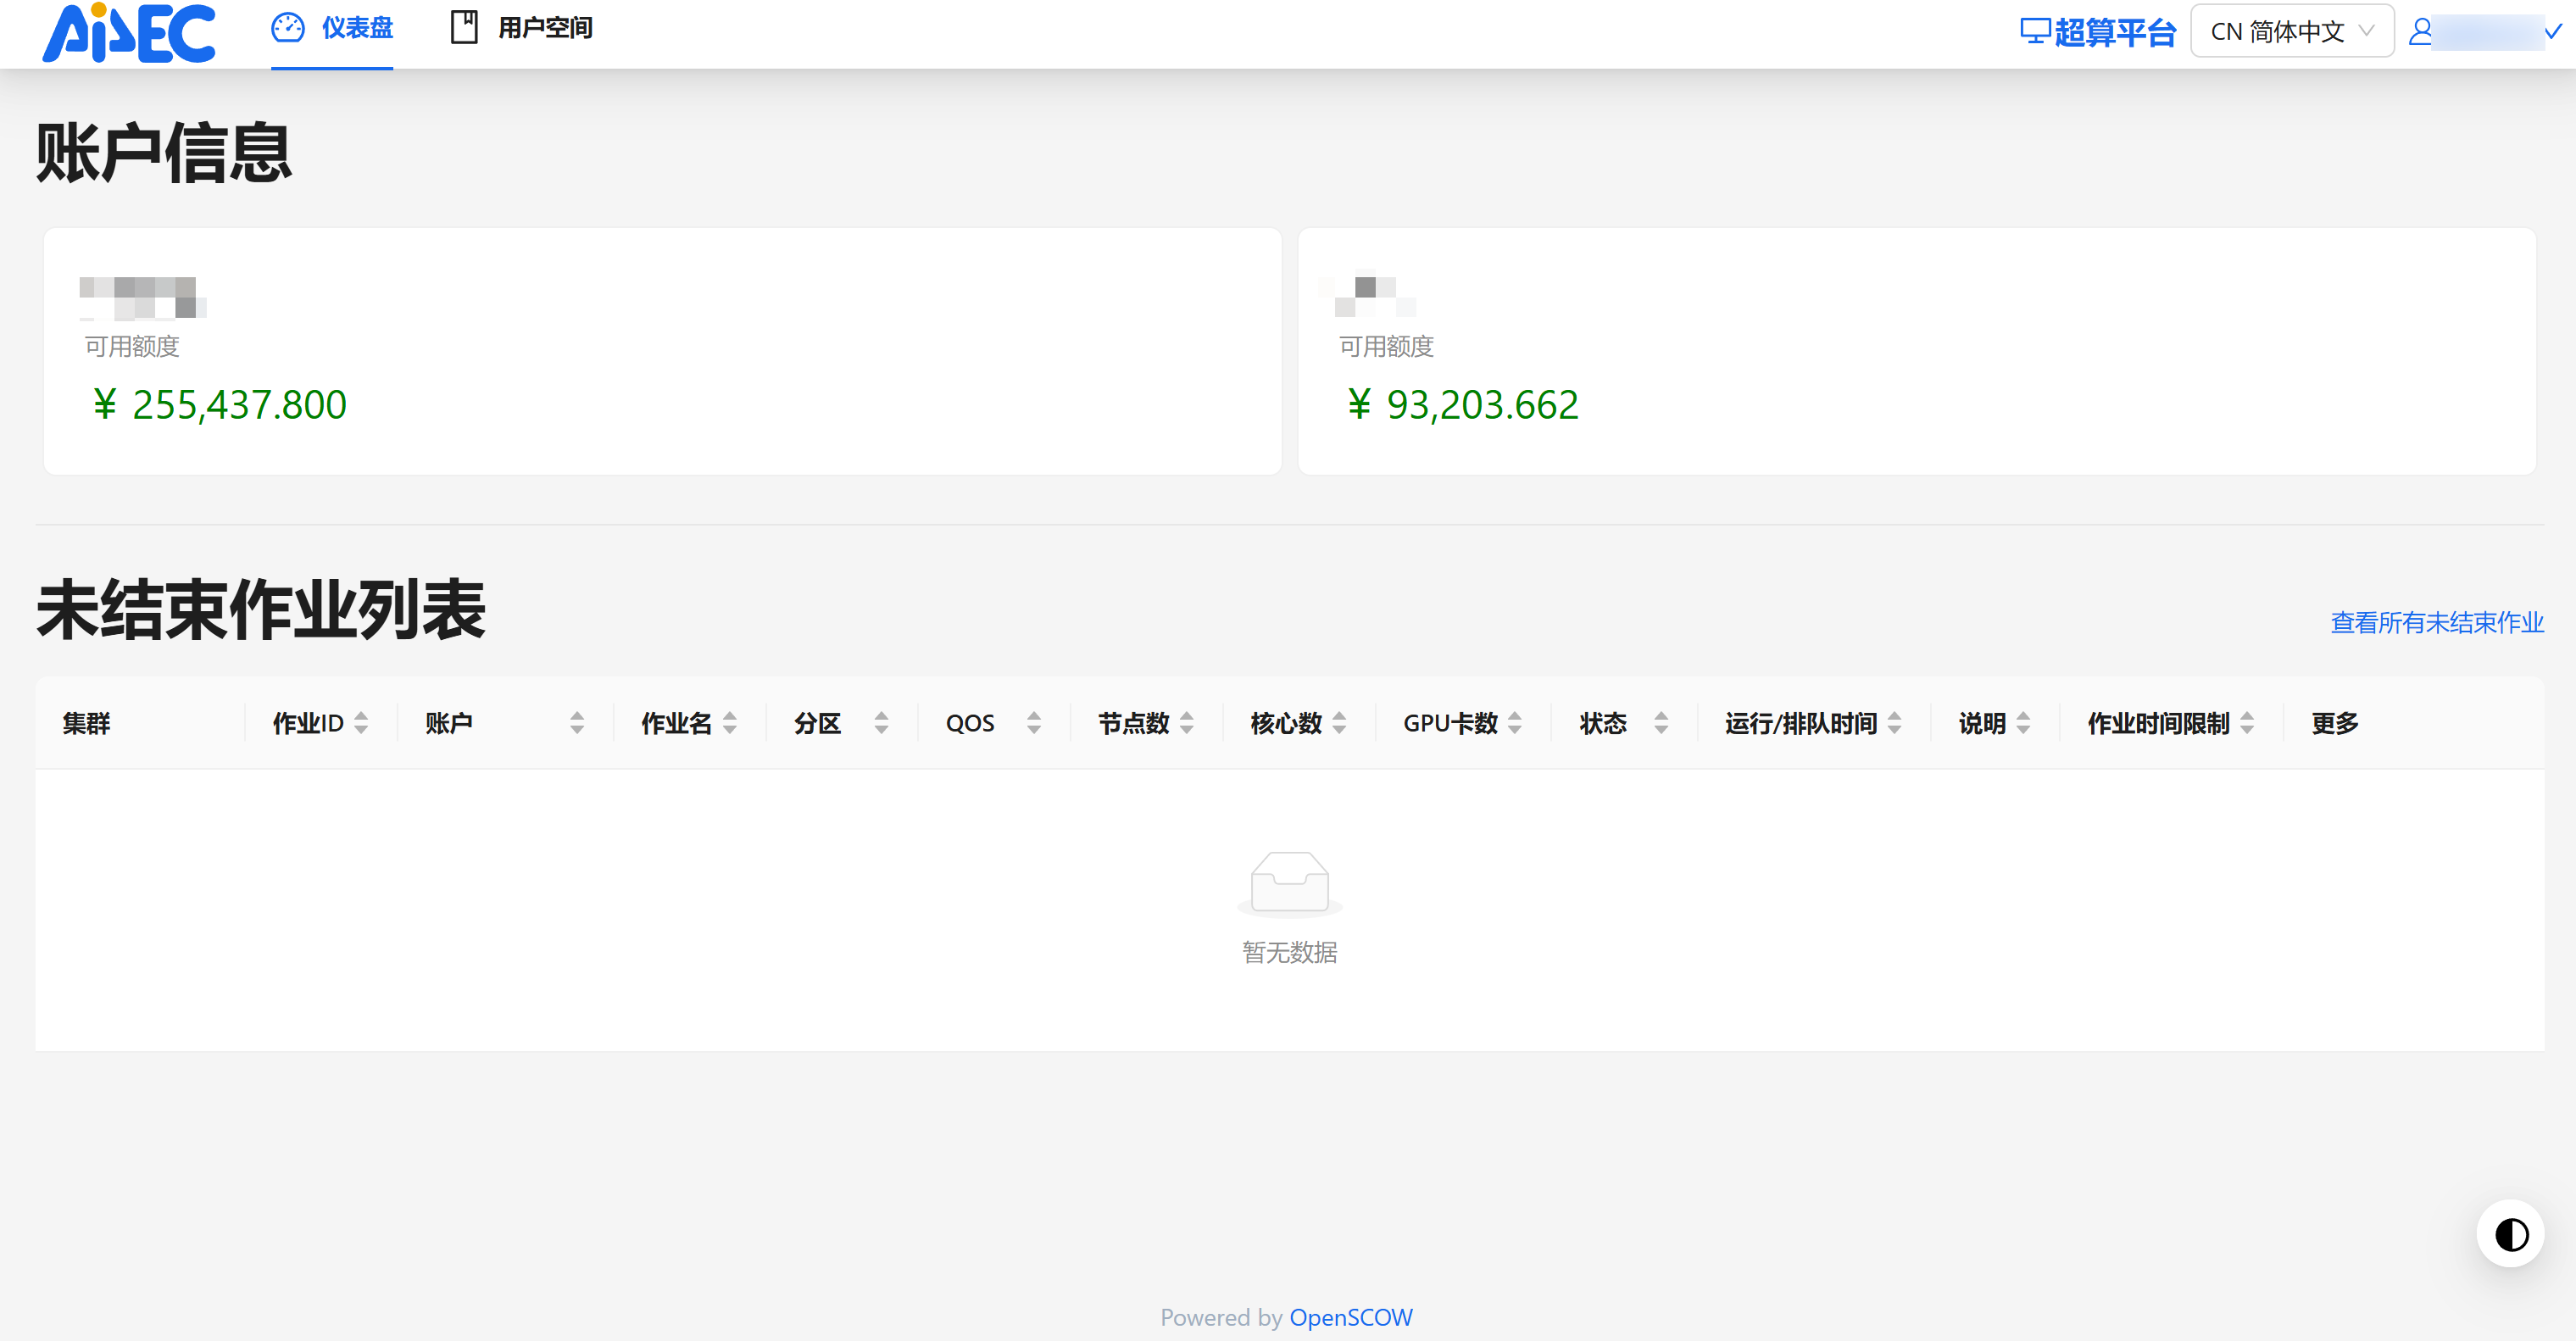 AiDEC 仪表盘 用户空间 超算平台 CN 简体中文
账户信息
可用额度 可用额度
¥ 255,437.800 ¥ 93,203.662
未结束作业列表
查看所有未结束作业
集群 作业ID 账户 作业名 分区 QOS 节点数 核心数 GPU卡数 状态 运行/排队时间 说明 作业时间限制 更多
暂无数据
Powered by OpenSCOW